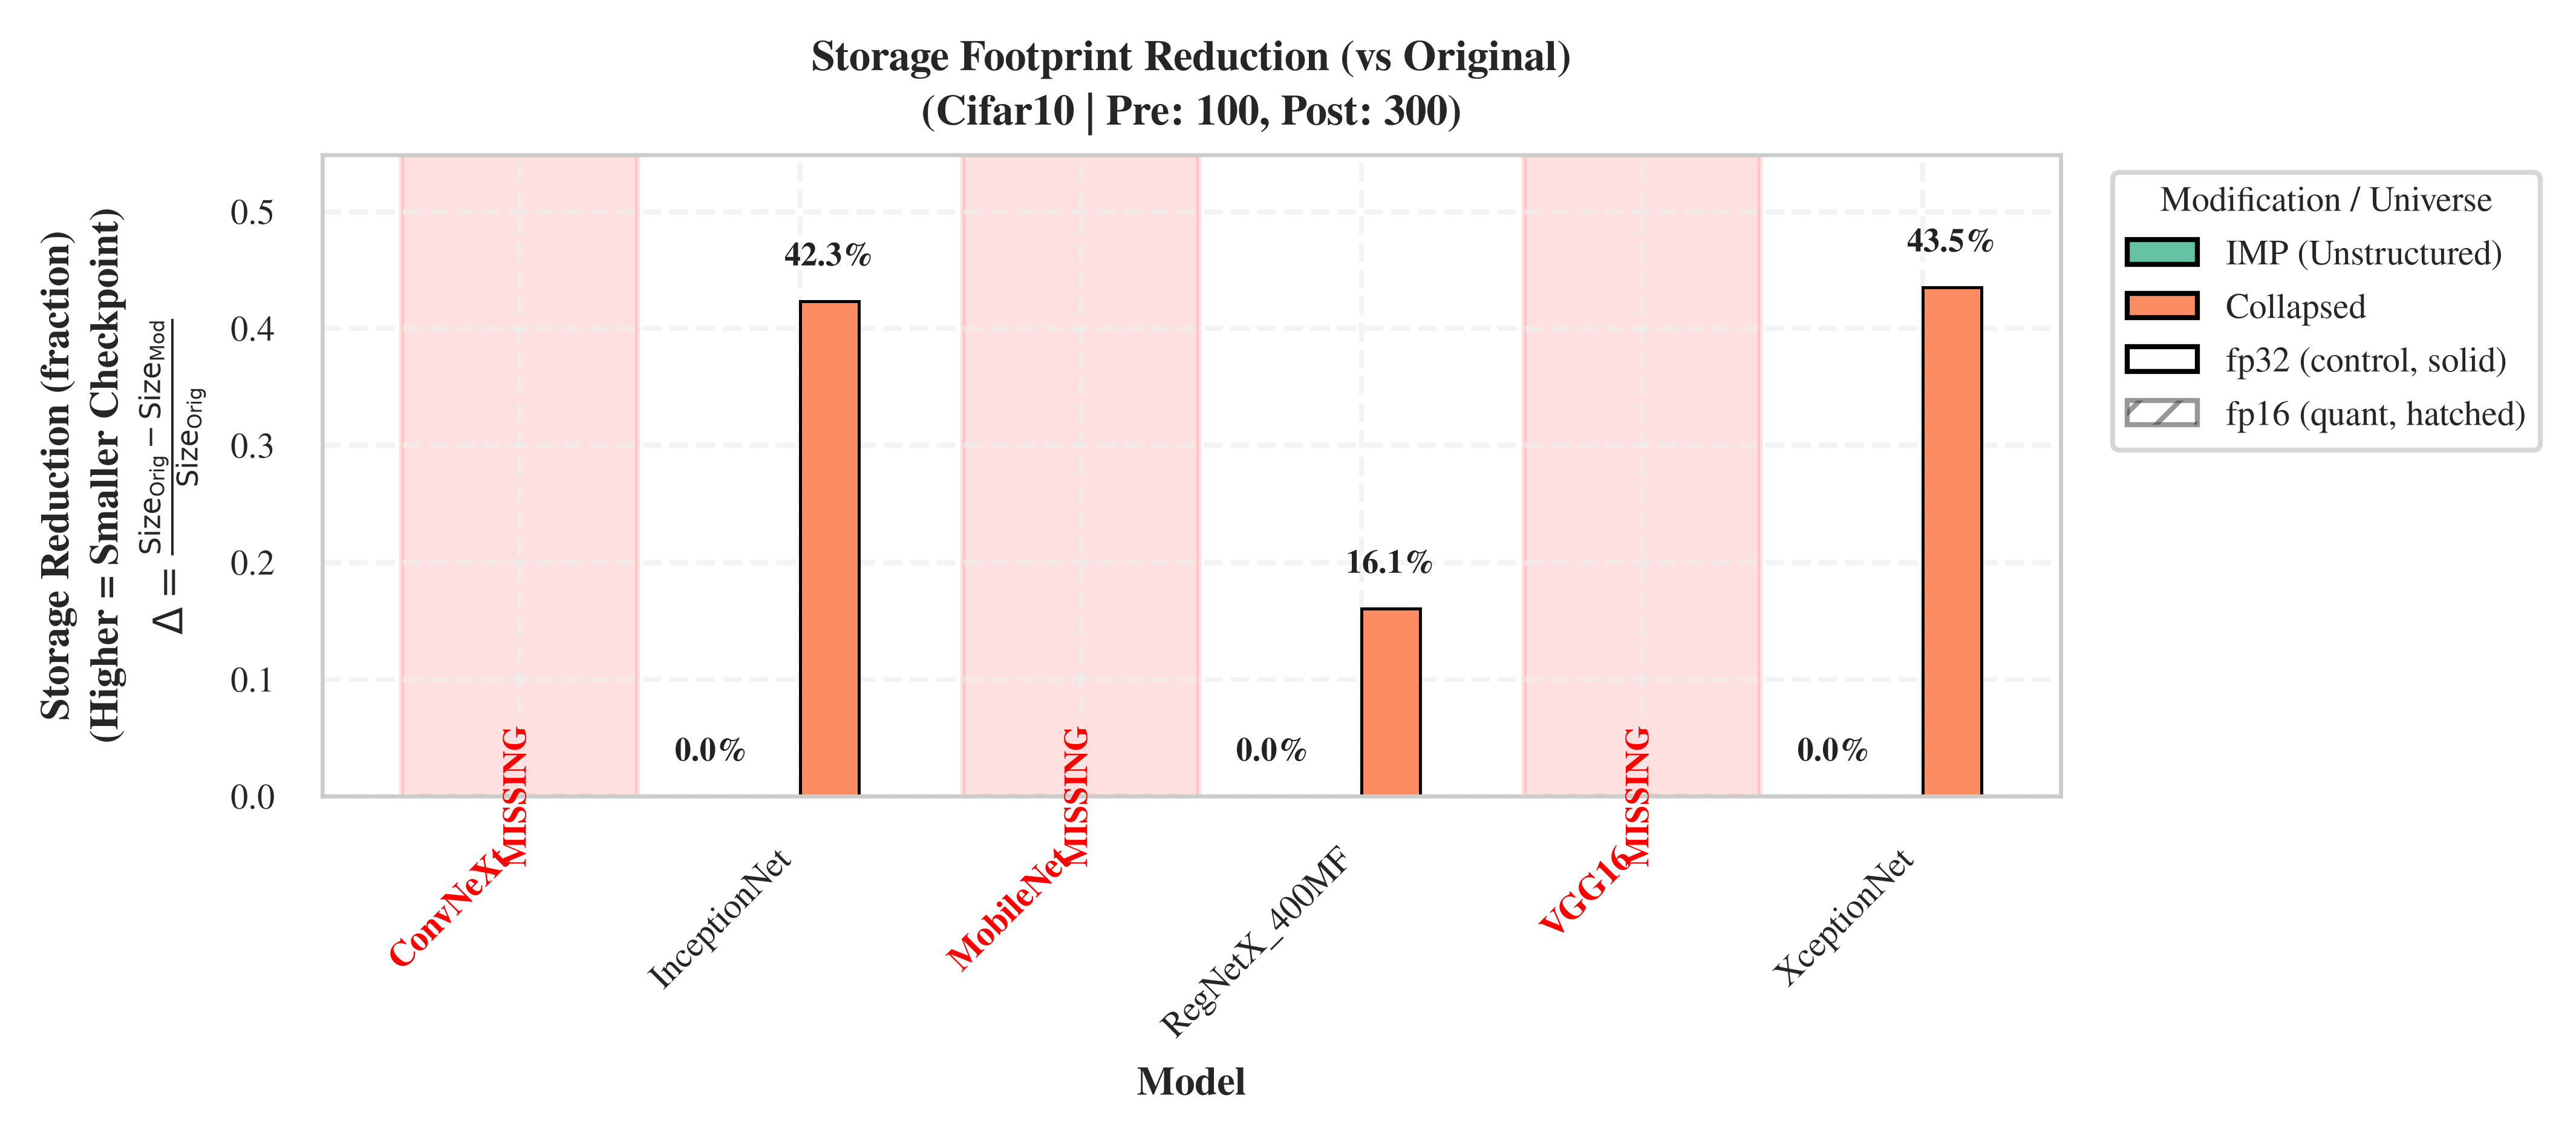 Storage Footprint Reduction (vs Original)
(Cifar10 | Pre: 100, Post: 300)
Storage Reduction (fraction)
(Higher = Smaller Checkpoint)
Δ = (Size_Orig − Size_Mod) / Size_Orig
0.5
0.4
0.3
0.2
0.1
0.0
42.3%
16.1%
43.5%
0.0%
0.0%
0.0%
MISSING
MISSING
MISSING
ConvNeXt
InceptionNet
MobileNet
RegNetX_400MF
VGG16
XceptionNet
Model
Modification / Universe
IMP (Unstructured)
Collapsed
fp32 (control, solid)
fp16 (quant, hatched)